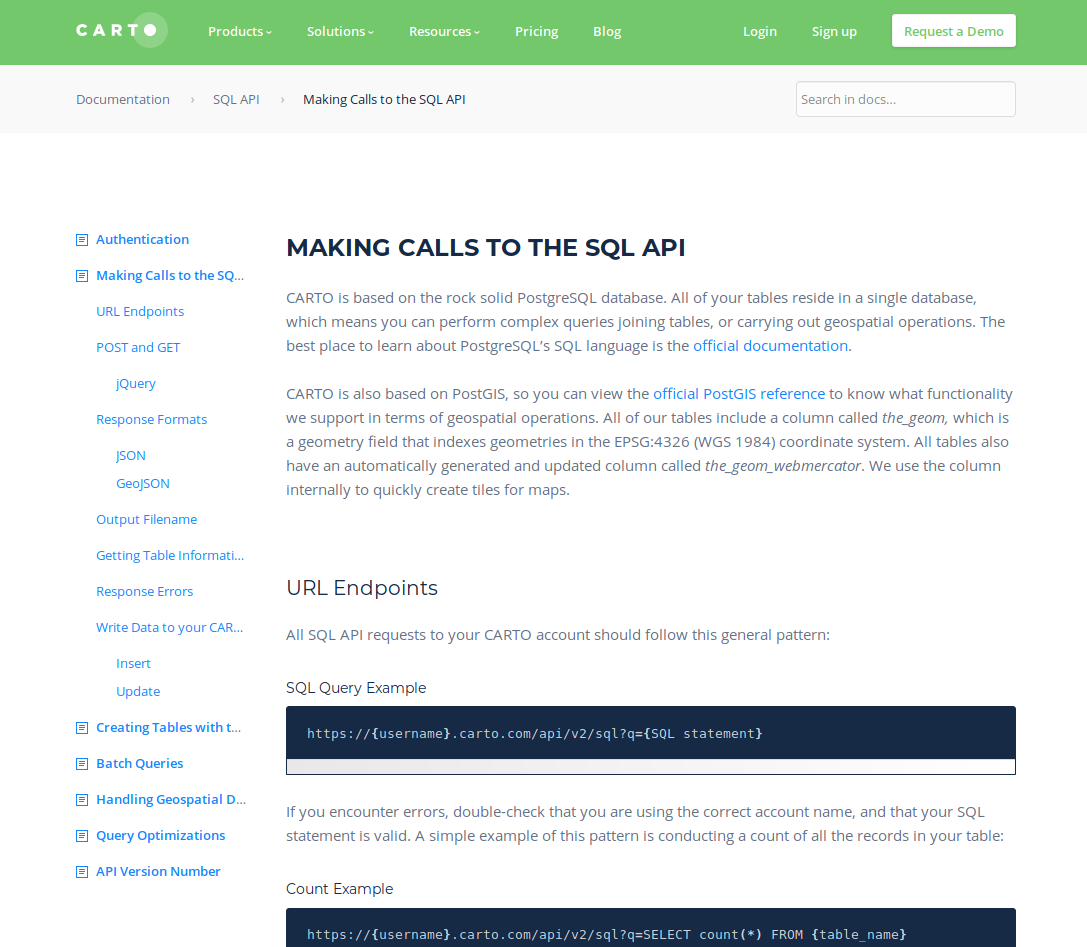 CARTO
Products Solutions Resources Pricing Blog Login Sign up Request a Demo
Documentation › SQL API › Making Calls to the SQL API Search in docs...
Authentication
Making Calls to the SQ...
URL Endpoints
POST and GET
jQuery
Response Formats
JSON
GeoJSON
Output Filename
Getting Table Informati...
Response Errors
Write Data to your CAR...
Insert
Update
Creating Tables with t...
Batch Queries
Handling Geospatial D...
Query Optimizations
API Version Number
MAKING CALLS TO THE SQL API
CARTO is based on the rock solid PostgreSQL database. All of your tables reside in a single database,
which means you can perform complex queries joining tables, or carrying out geospatial operations. The
best place to learn about PostgreSQL’s SQL language is the official documentation.
CARTO is also based on PostGIS, so you can view the official PostGIS reference to know what functionality
we support in terms of geospatial operations. All of our tables include a column called the_geom, which is
a geometry field that indexes geometries in the EPSG:4326 (WGS 1984) coordinate system. All tables also
have an automatically generated and updated column called the_geom_webmercator. We use the column
internally to quickly create tiles for maps.
URL Endpoints
All SQL API requests to your CARTO account should follow this general pattern:
SQL Query Example
https://{username}.carto.com/api/v2/sql?q={SQL statement}
If you encounter errors, double-check that you are using the correct account name, and that your SQL
statement is valid. A simple example of this pattern is conducting a count of all the records in your table:
Count Example
https://{username}.carto.com/api/v2/sql?q=SELECT count(*) FROM {table_name}